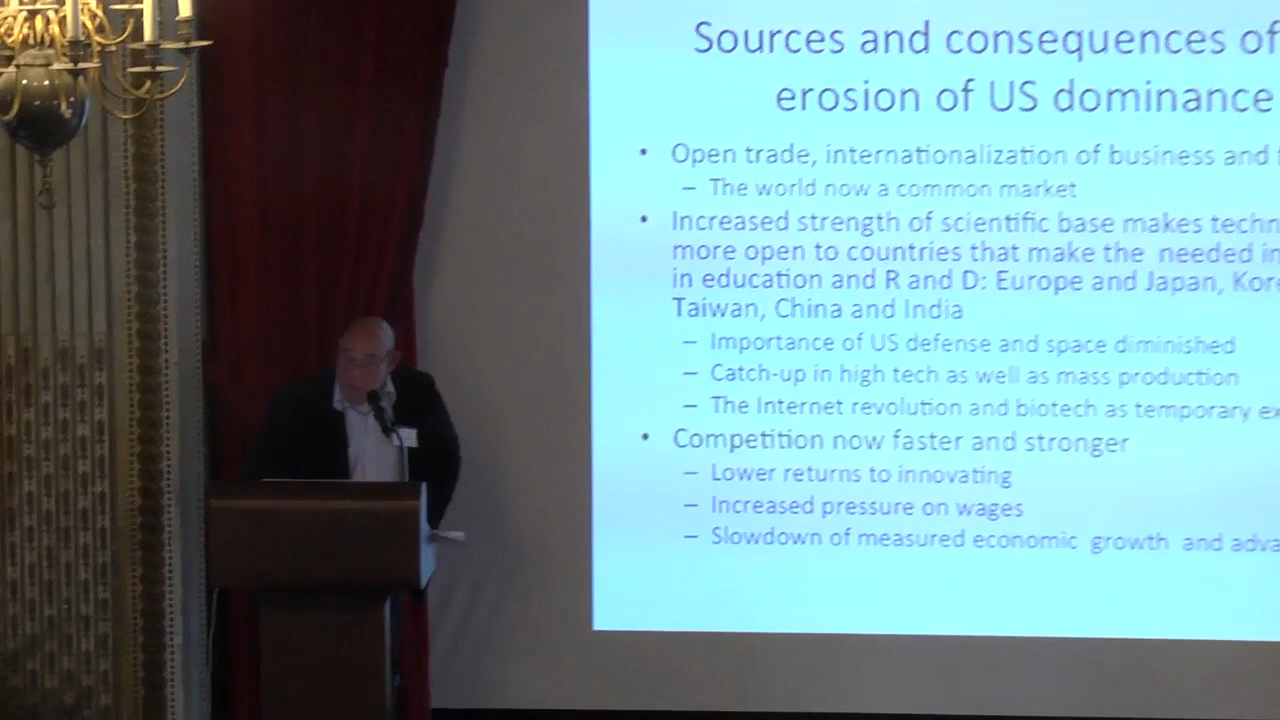 Sources and consequences of
erosion of US dominance
• Open trade, internationalization of business and
– The world now a common market
• Increased strength of scientific base makes techn
more open to countries that make the needed in
in education and R and D: Europe and Japan, Kore
Taiwan, China and India
– Importance of US defense and space diminished
– Catch-up in high tech as well as mass production
– The Internet revolution and biotech as temporary ex
• Competition now faster and stronger
– Lower returns to innovating
– Increased pressure on wages
– Slowdown of measured economic growth and adva